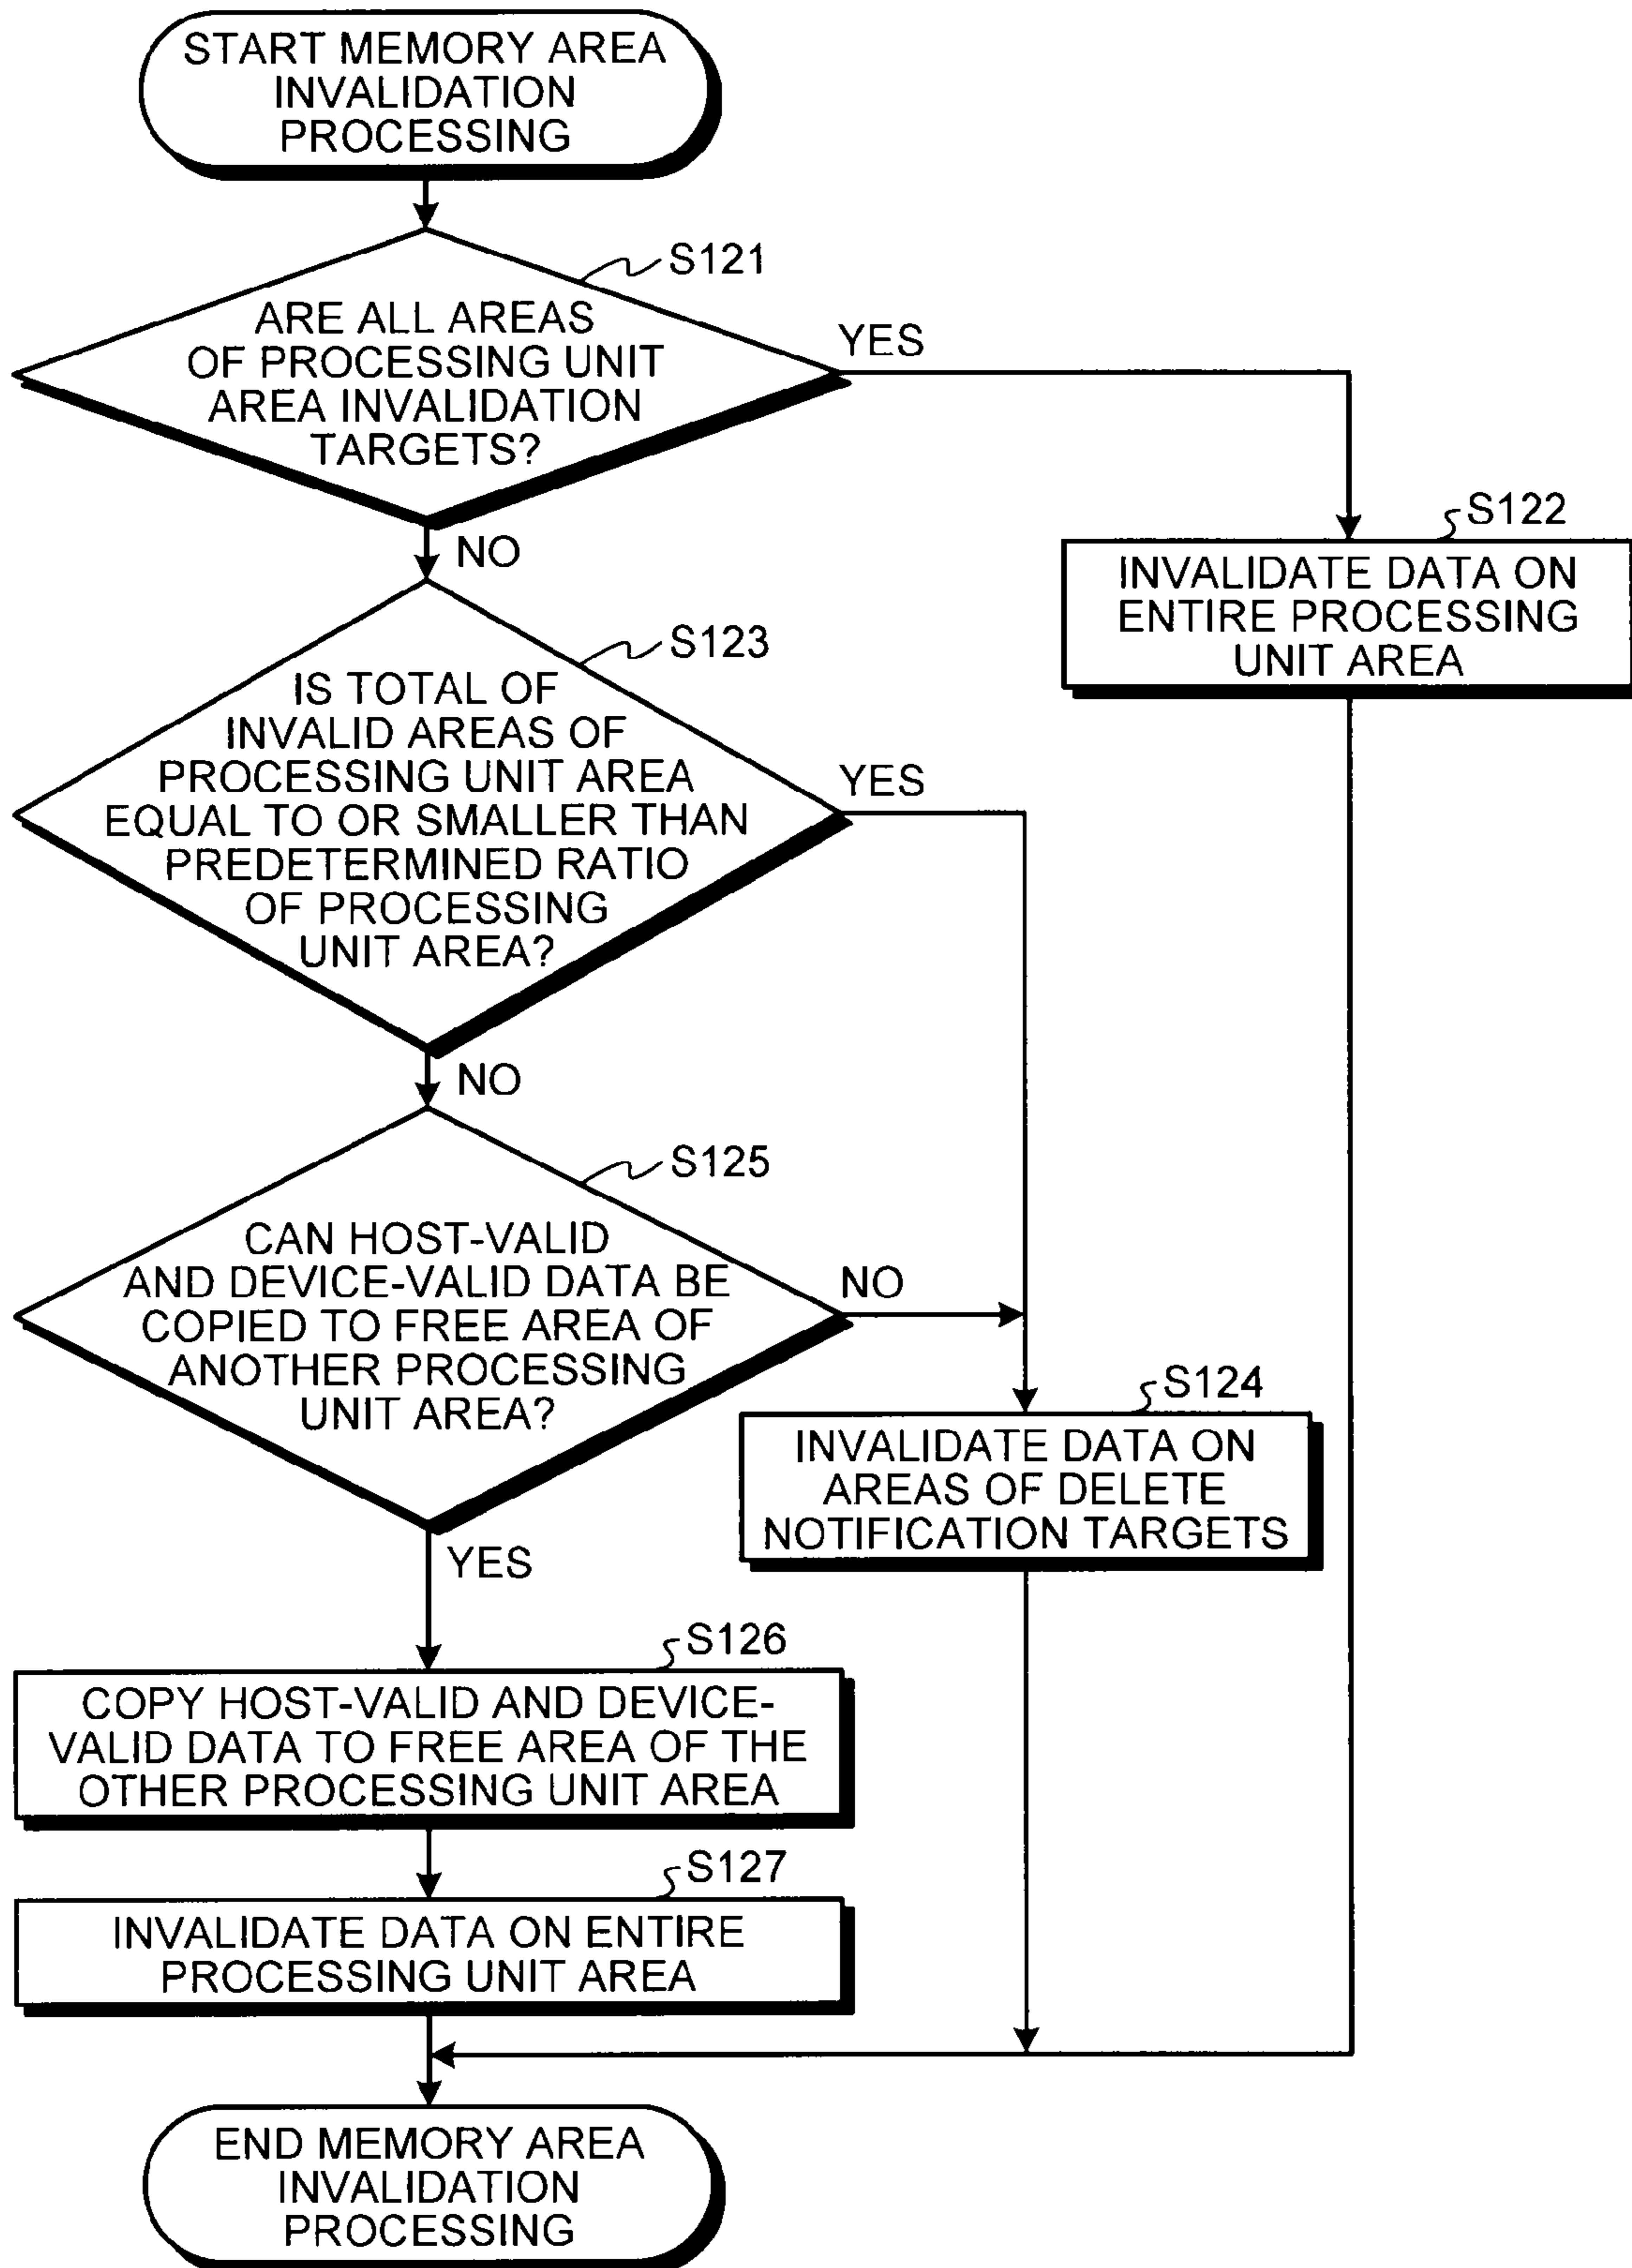 START MEMORY AREA
INVALIDATION
PROCESSING
S121
ARE ALL AREAS
OF PROCESSING UNIT
AREA INVALIDATION
TARGETS?
YES
NO
S122
INVALIDATE DATA ON
ENTIRE PROCESSING
UNIT AREA
S123
IS TOTAL OF
INVALID AREAS OF
PROCESSING UNIT AREA
EQUAL TO OR SMALLER THAN
PREDETERMINED RATIO
OF PROCESSING
UNIT AREA?
YES
NO
S125
CAN HOST-VALID
AND DEVICE-VALID DATA BE
COPIED TO FREE AREA OF
ANOTHER PROCESSING
UNIT AREA?
NO
YES
S124
INVALIDATE DATA ON
AREAS OF DELETE
NOTIFICATION TARGETS
S126
COPY HOST-VALID AND DEVICE-
VALID DATA TO FREE AREA OF THE
OTHER PROCESSING UNIT AREA
S127
INVALIDATE DATA ON ENTIRE
PROCESSING UNIT AREA
END MEMORY AREA
INVALIDATION
PROCESSING